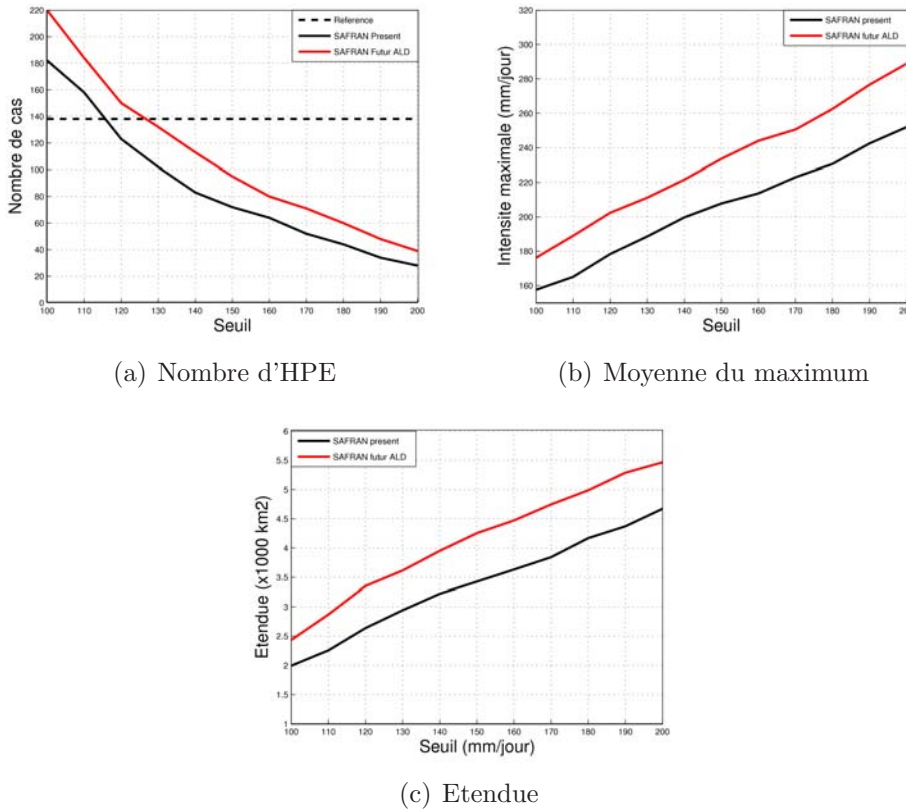 Nombre de cas
220
200
180
160
140
120
100
80
60
40
20
0
100 110 120 130 140 150 160 170 180 190 200
Seuil
Reference
SAFRAN Present
SAFRAN Futur ALD
(a) Nombre d'HPE
Intensite maximale (mm/jour)
320
300
280
260
240
220
200
180
160
100 110 120 130 140 150 160 170 180 190 200
Seuil
SAFRAN present
SAFRAN futur ALD
(b) Moyenne du maximum
Etendue (x1000 km2)
6
5.5
5
4.5
4
3.5
3
2.5
2
1.5
1
100 110 120 130 140 150 160 170 180 190 200
Seuil (mm/jour)
SAFRAN present
SAFRAN futur ALD
(c) Etendue